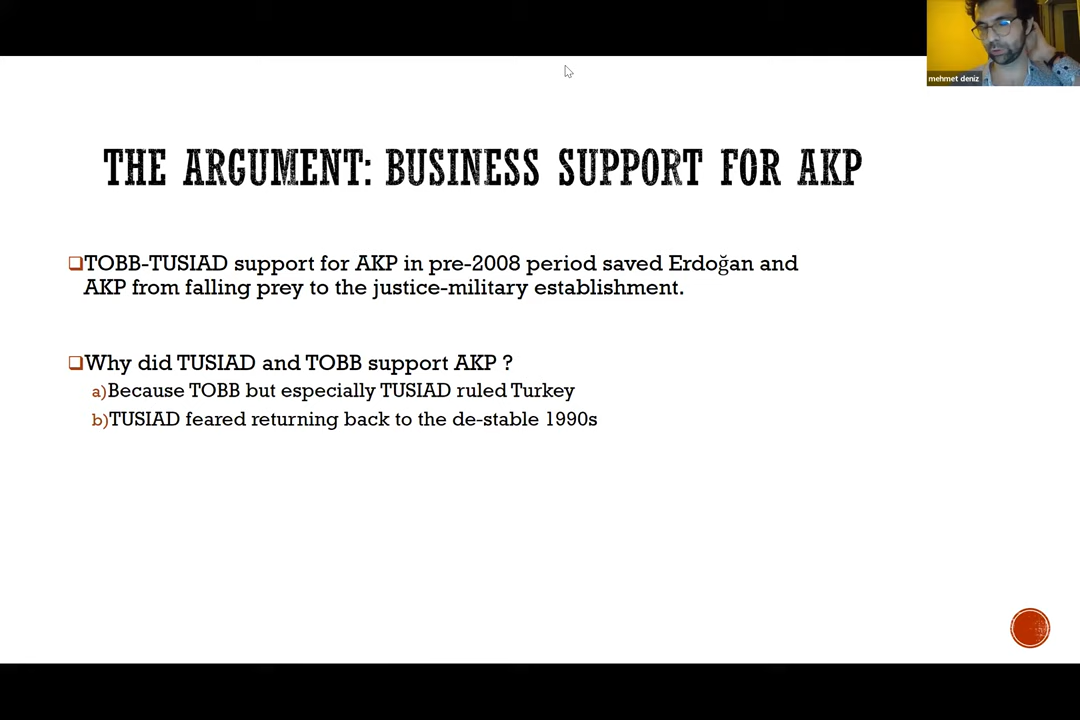 mehmet deniz
THE ARGUMENT: BUSINESS SUPPORT FOR AKP
TOBB-TUSIAD support for AKP in pre-2008 period saved Erdoğan and
AKP from falling prey to the justice-military establishment.
Why did TUSIAD and TOBB support AKP ?
a)Because TOBB but especially TUSIAD ruled Turkey
b)TUSIAD feared returning back to the de-stable 1990s